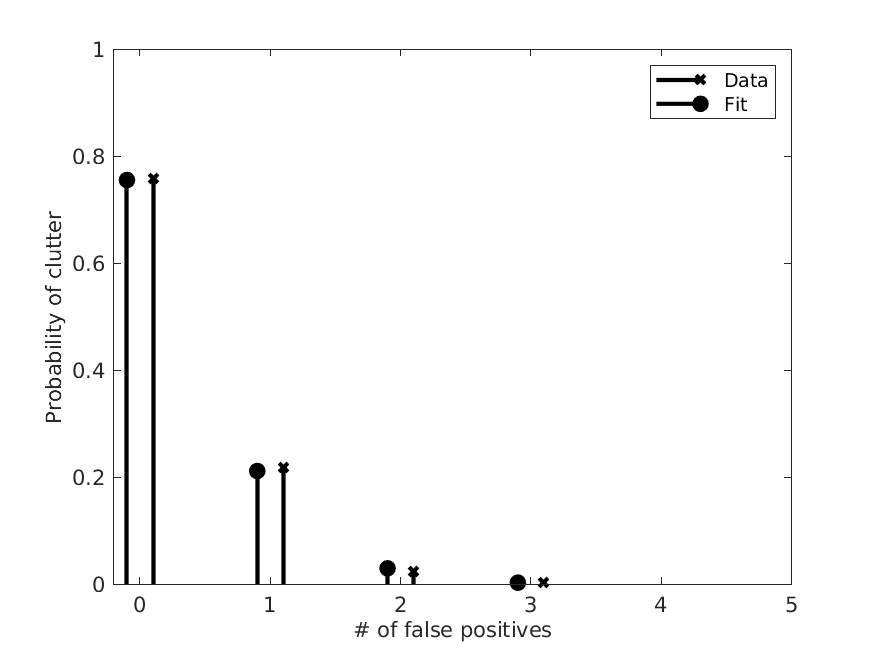 1
0.8
0.6
0.4
0.2
0
Probability of clutter
Data
Fit
0 1 2 3 4 5
# of false positives